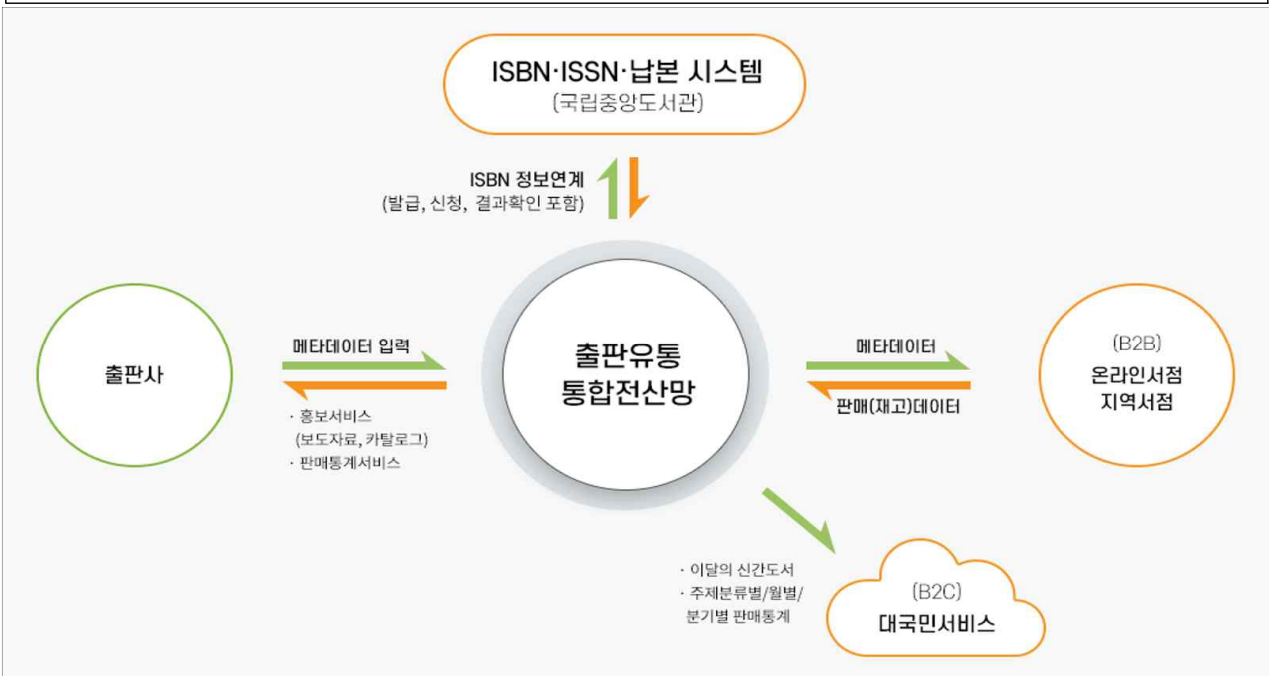 ISBN·ISSN·납본 시스템
(국립중앙도서관)
ISBN 정보연계
(발급, 신청, 결과확인 포함)
출판사
메타데이터 입력
· 홍보서비스
(보도자료, 카탈로그)
· 판매통계서비스
출판유통
통합전산망
메타데이터
판매(재고)데이터
(B2B)
온라인서점
지역서점
· 이달의 신간도서
· 주제분류별/월별/
분기별 판매통계
(B2C)
대국민서비스